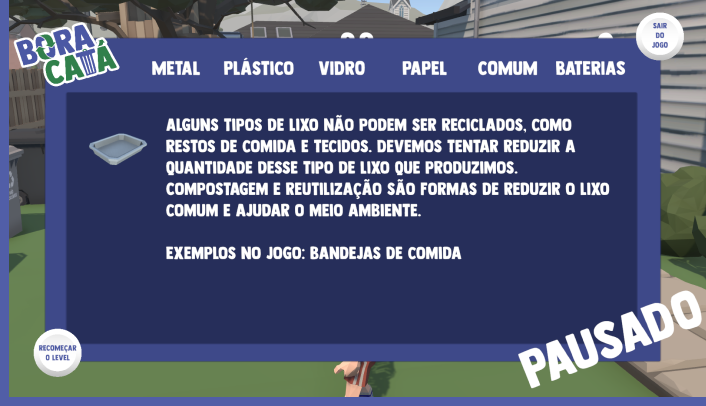 BORA
CATÁ
SAIR
DO
JOGO
METAL PLÁSTICO VIDRO PAPEL COMUM BATERIAS
ALGUNS TIPOS DE LIXO NÃO PODEM SER RECICLADOS, COMO
RESTOS DE COMIDA E TECIDOS. DEVEMOS TENTAR REDUZIR A
QUANTIDADE DESSE TIPO DE LIXO QUE PRODUZIMOS.
COMPOSTAGEM E REUTILIZAÇÃO SÃO FORMAS DE REDUZIR O LIXO
COMUM E AJUDAR O MEIO AMBIENTE.
EXEMPLOS NO JOGO: BANDEJAS DE COMIDA
RECOMEÇAR
O LEVEL
PAUSADO